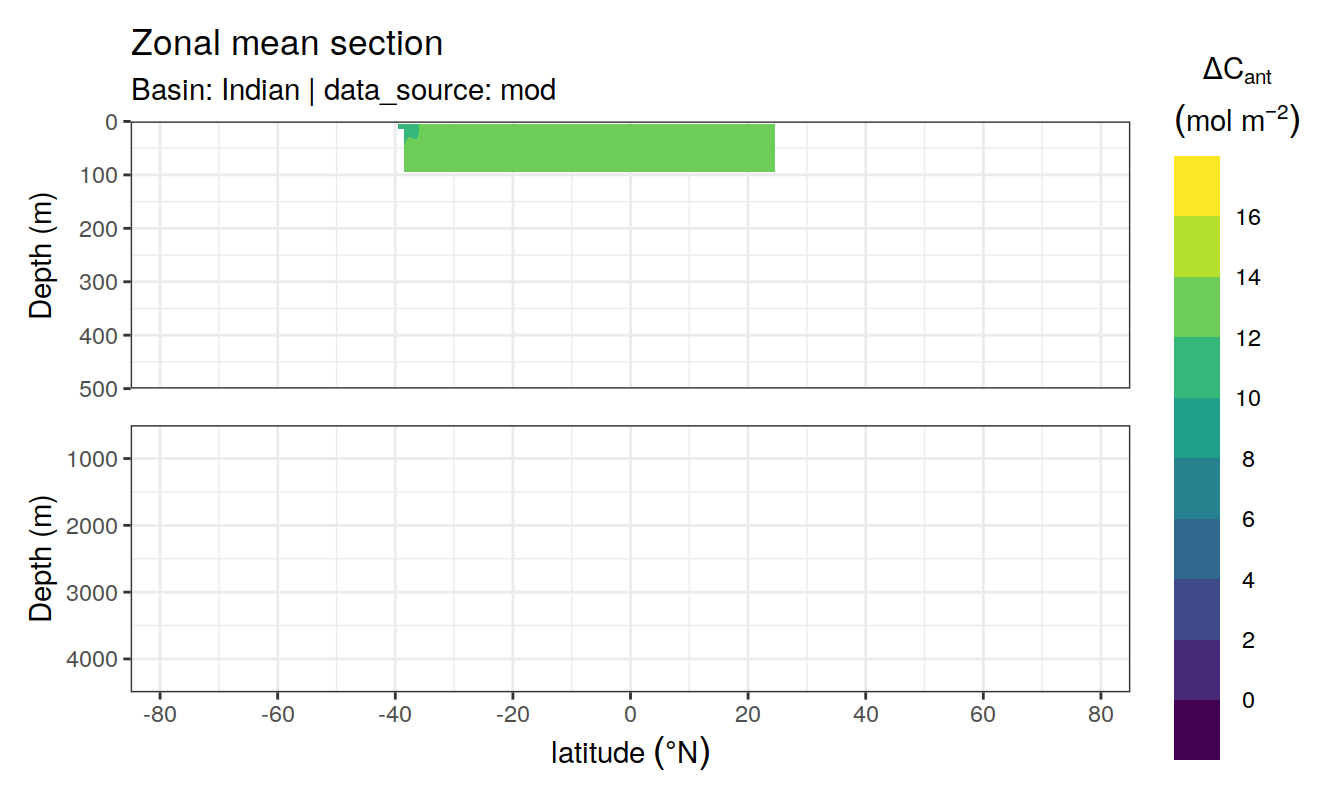 Zonal mean section
Basin: Indian | data_source: mod
0
100
200
300
400
500
Depth (m)
1000
2000
3000
4000
Depth (m)
-80 -60 -40 -20 0 20 40 60 80
latitude (°N)
ΔCant
(mol m−2)
16
14
12
10
8
6
4
2
0